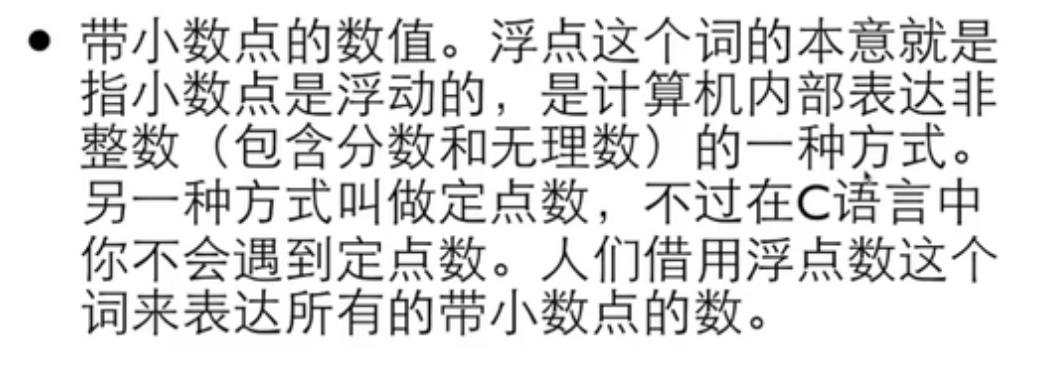 • 带小数点的数值。浮点这个词的本意就是
指小数点是浮动的，是计算机内部表达非
整数（包含分数和无理数）的一种方式。
另一种方式叫做定点数，不过在C语言中
你不会遇到定点数。人们借用浮点数这个
词来表达所有的带小数点的数。